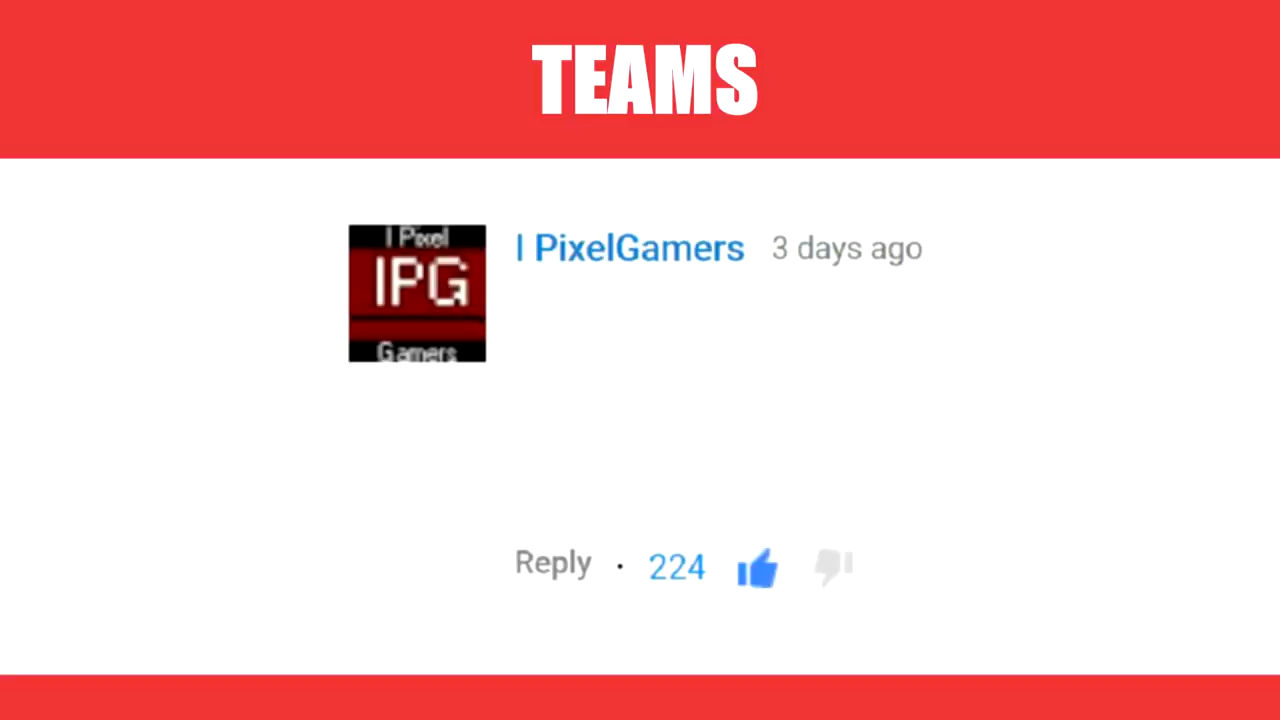 TEAMS
I Pixel
IPG
Gamers
I PixelGamers 3 days ago
Reply · 224